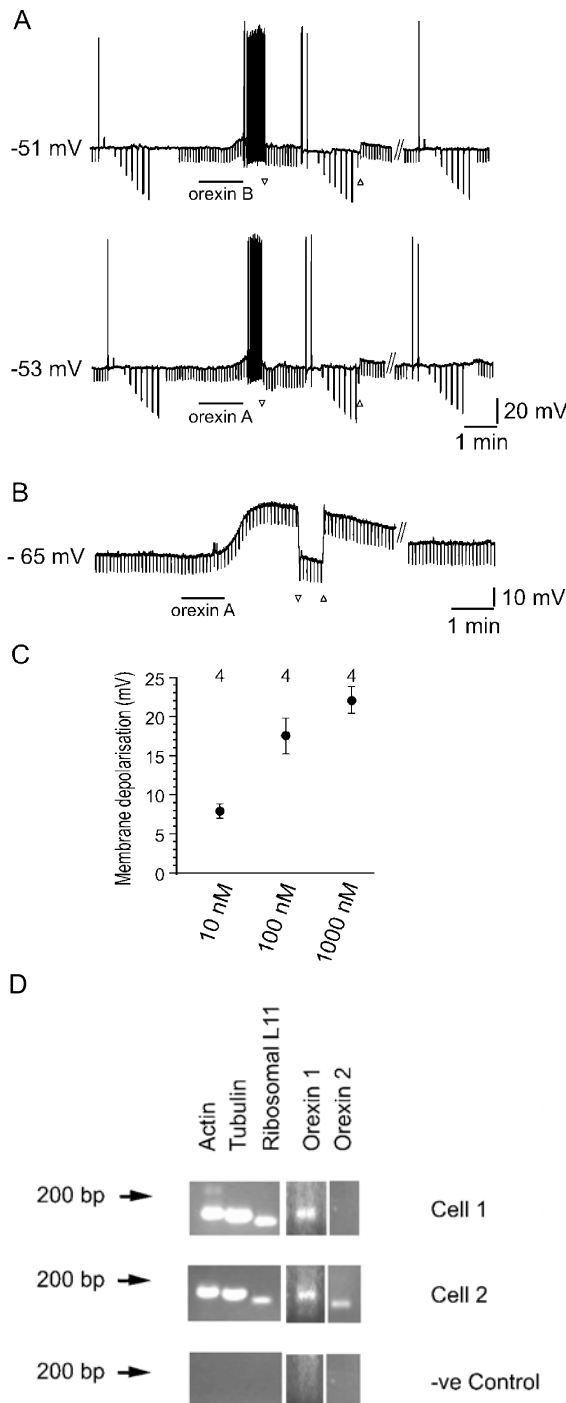 A
-51 mV
orexin B
-53 mV
orexin A
20 mV
1 min
B
- 65 mV
orexin A
10 mV
1 min
C
4 4 4
Membrane depolarisation (mV)
25
20
15
10
5
0
10 nM
100 nM
1000 nM
D
Actin
Tubulin
Ribosomal L11
Orexin 1
Orexin 2
200 bp
Cell 1
200 bp
Cell 2
200 bp
-ve Control